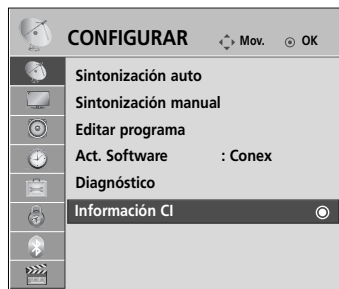 CONFIGURAR Mov. OK
Sintonización auto
Sintonización manual
Editar programa
Act. Software : Conex
Diagnóstico
Información CI